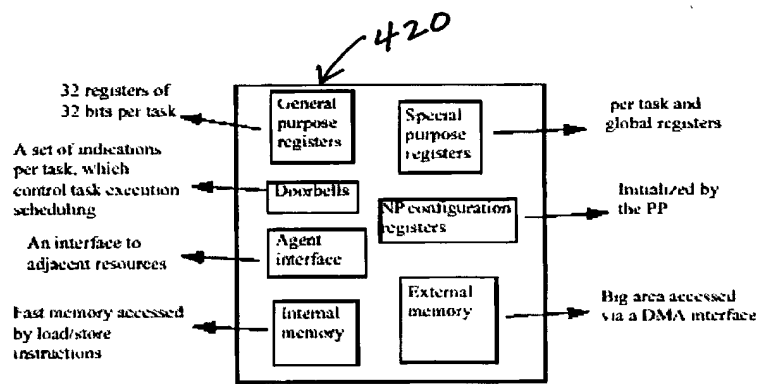 420
32 registers of
32 bits per task
General
purpose
registers
Special
purpose
registers
per task and
global registers
A set of indications
per task, which
control task execution
scheduling
Doorbells
NP configuration
registers
Initialized by
the PP
An interface to
adjacent resources
Agent
interface
Fast memory accessed
by load/store
instructions
Internal
memory
External
memory
Big area accessed
via a DMA interface